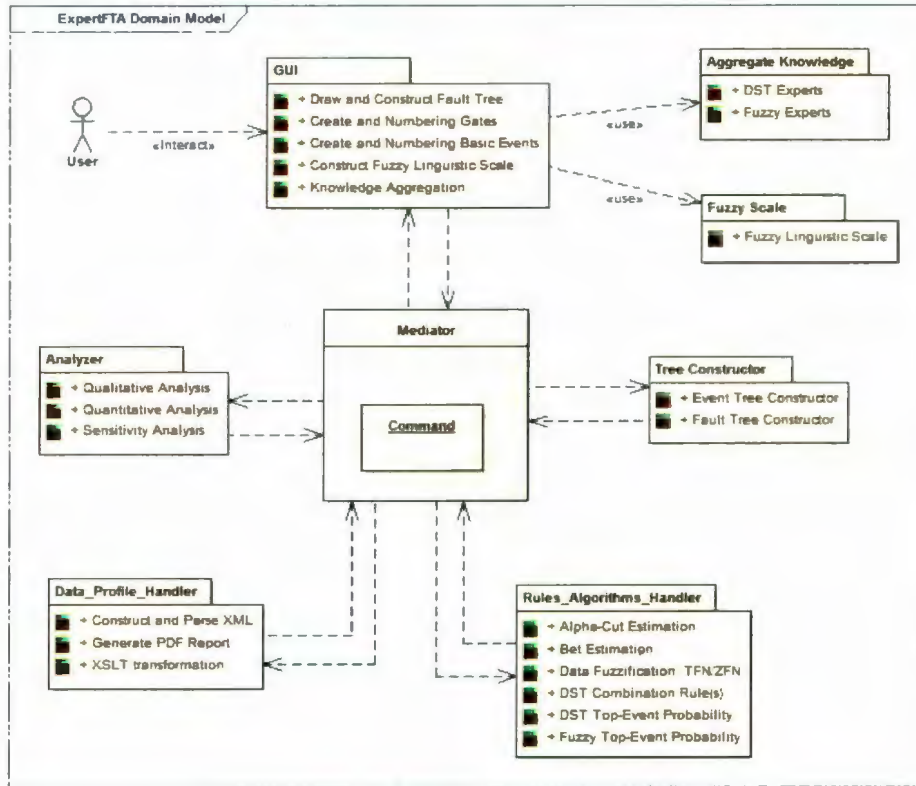 ExpertFTA Domain Model
GUI
+ Draw and Construct Fault Tree
+ Create and Numbering Gates
+ Create and Numbering Basic Events
+ Construct Fuzzy Linguistic Scale
+ Knowledge Aggregation
Aggregate Knowledge
+ DST Experts
+ Fuzzy Experts
User
«Interact»
«use»
«use»
Fuzzy Scale
+ Fuzzy Linguistic Scale
Mediator
Command
Analyzer
+ Qualitative Analysis
+ Quantitative Analysis
+ Sensitivity Analysis
Tree Constructor
+ Event Tree Constructor
+ Fault Tree Constructor
Data_Profile_Handler
+ Construct and Parse XML
+ Generate PDF Report
+ XSLT transformation
Rules_Algorithms_Handler
+ Alpha-Cut Estimation
+ Bet Estimation
+ Data Fuzzification TFN/ZFN
+ DST Combination Rule(s)
+ DST Top-Event Probability
+ Fuzzy Top-Event Probability